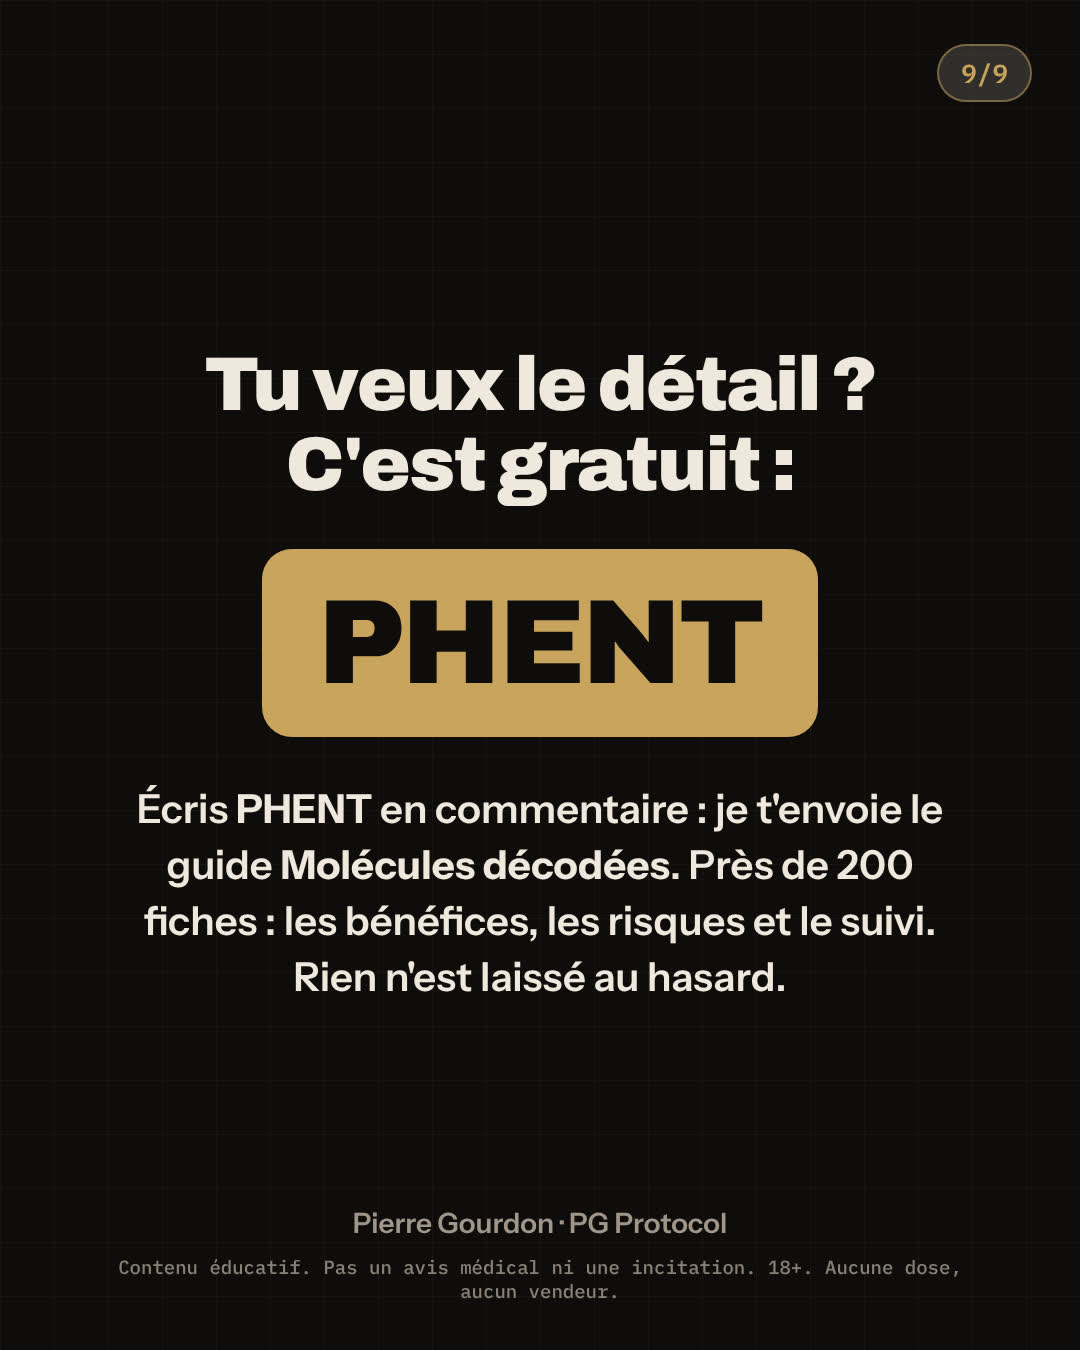 9/9
Tu veux le détail ?
C'est gratuit :
PHENT
Écris PHENT en commentaire : je t'envoie le
guide Molécules décodées. Près de 200
fiches : les bénéfices, les risques et le suivi.
Rien n'est laissé au hasard.
Pierre Gourdon · PG Protocol
Contenu éducatif. Pas un avis médical ni une incitation. 18+. Aucune dose,
aucun vendeur.